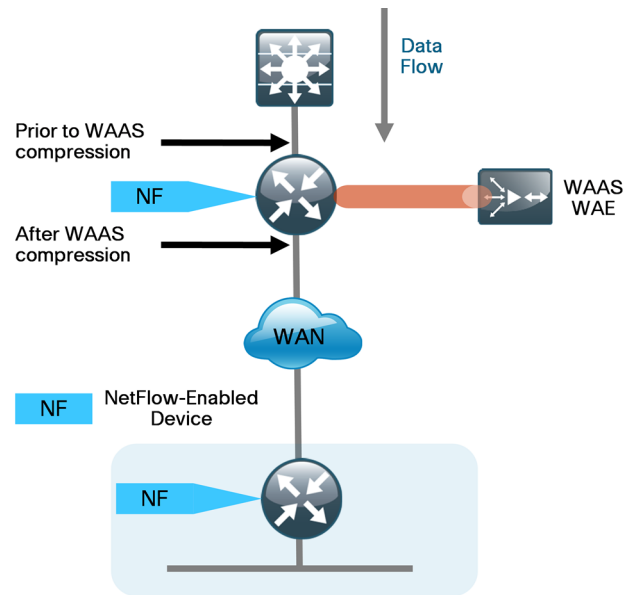 Data
Flow
Prior to WAAS
compression
NF
WAAS
WAE
After WAAS
compression
WAN
NF
NetFlow-Enabled
Device
NF